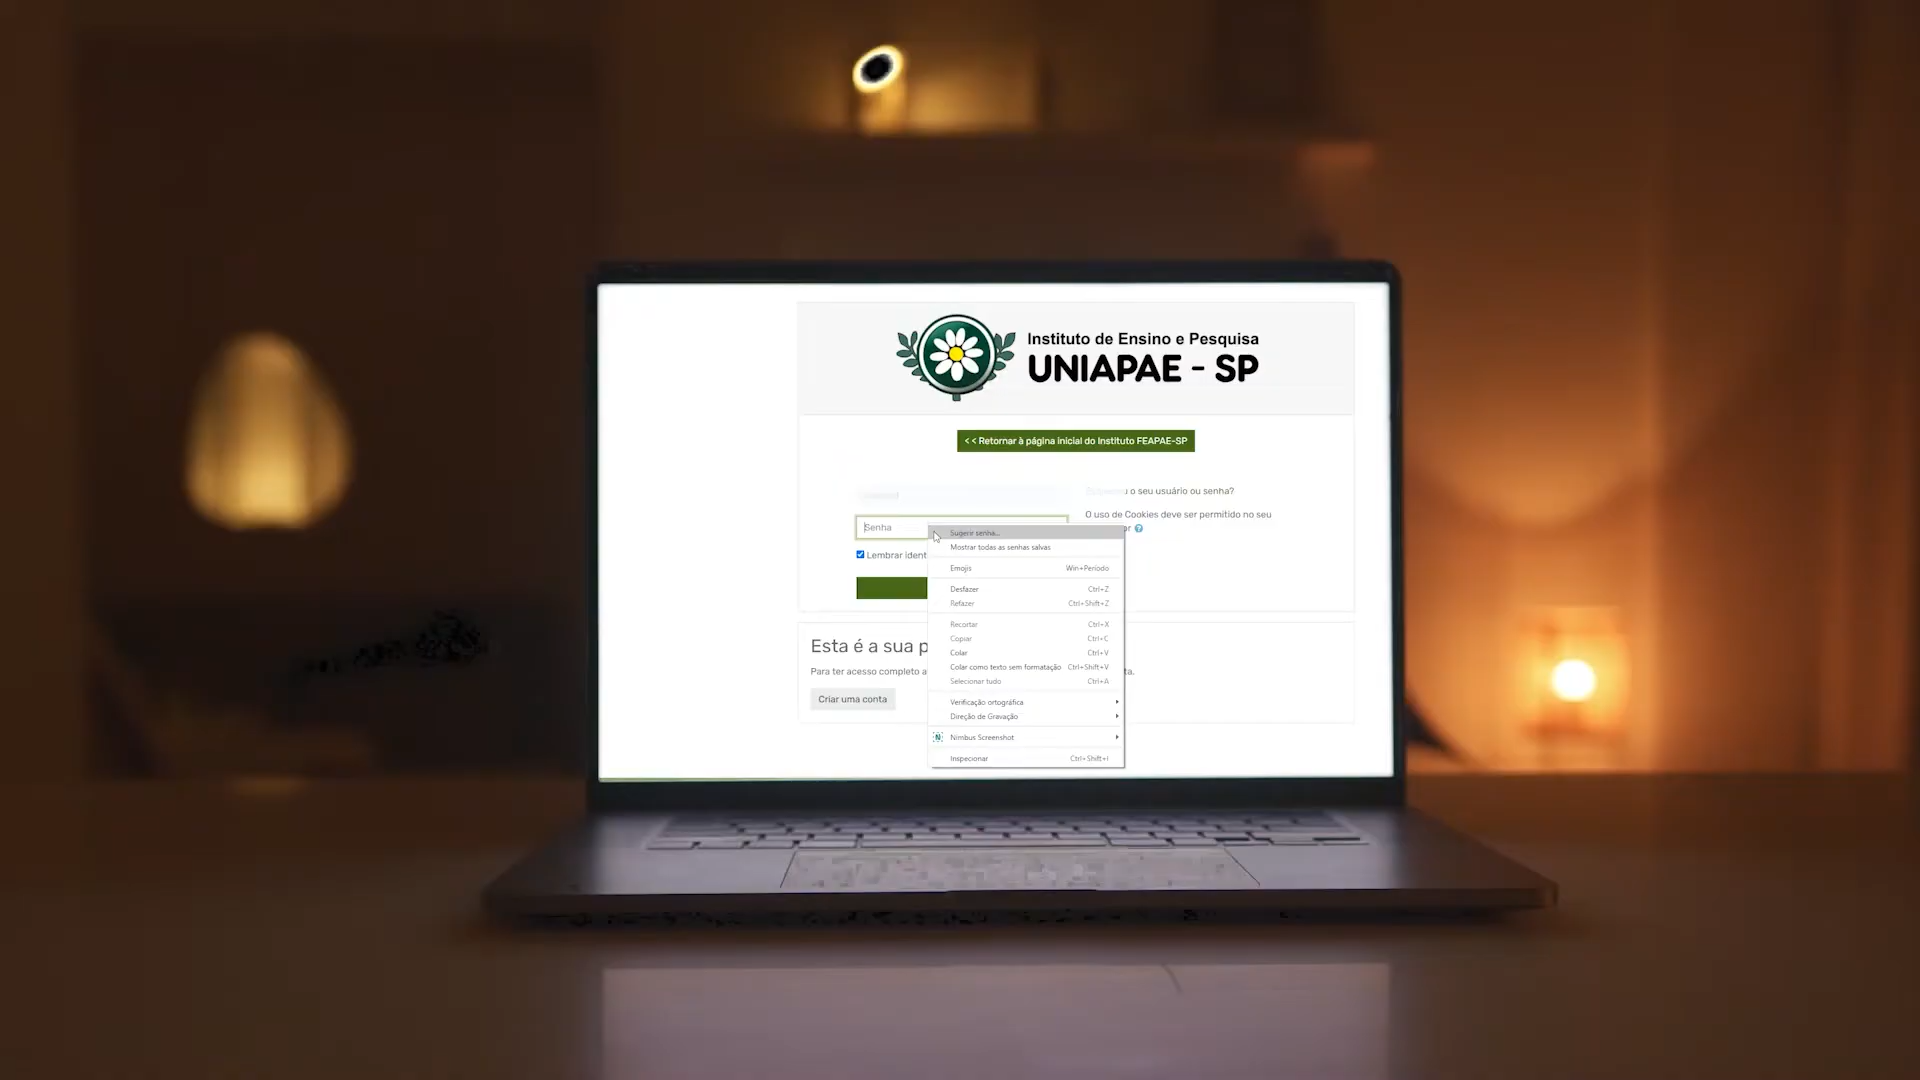 Instituto de Ensino e Pesquisa
UNIAPAE - SP
< < Retornar à página inicial do Instituto FEAPAE-SP
o seu usuário ou senha?
Senha
O uso de Cookies deve ser permitido no seu
Sugerir senha...
Mostrar todas as senhas salvas
Lembrar ident
Emojis Win+Período
Desfazer Ctrl+Z
Refazer Ctrl+Shift+Z
Recortar Ctrl+X
Copiar Ctrl+C
Colar Ctrl+V
Colar como texto sem formatação Ctrl+Shift+V
Selecionar tudo Ctrl+A
Verificação ortográfica
Direção de Gravação
N Nimbus Screenshot
Inspecionar Ctrl+Shift+I
Esta é a sua p
Para ter acesso completo a
ta.
Criar uma conta